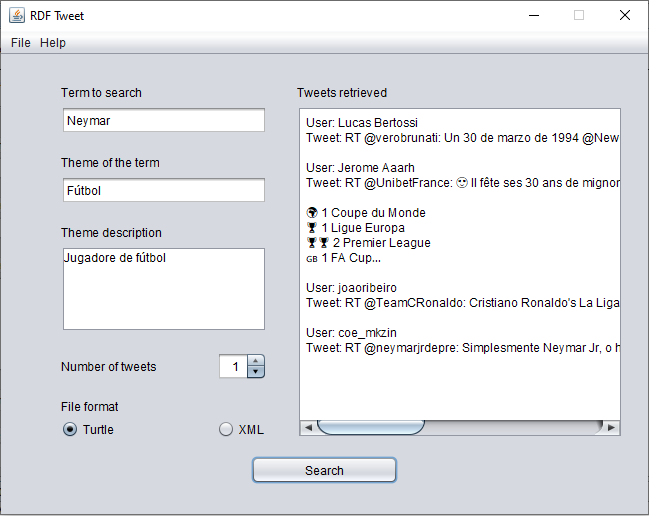 RDF Tweet
File Help
Term to search
Neymar
Theme of the term
Fútbol
Theme description
Jugadore de fútbol
Number of tweets
1
File format
Turtle
XML
Tweets retrieved
User: Lucas Bertossi
Tweet: RT @verobrunati: Un 30 de marzo de 1994 @New
User: Jerome Aaarh
Tweet: RT @UnibetFrance: 🙄 Il fête ses 30 ans de mignor
🌍 1 Coupe du Monde
🏆 1 Ligue Europa
🏆🏆 2 Premier League
GB 1 FA Cup...
User: joaoribeiro
Tweet: RT @TeamCRonaldo: Cristiano Ronaldo's La Liga
User: coe_mkzin
Tweet: RT @neymarjrdepre: Simplesmente Neymar Jr, o h
Search